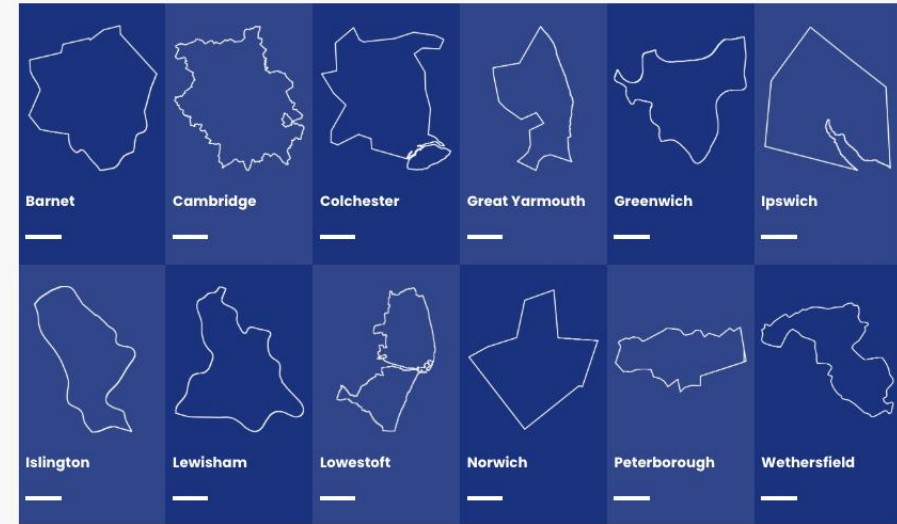 Barnet
Cambridge
Colchester
Great Yarmouth
Greenwich
Ipswich
Islington
Lewisham
Lowestoft
Norwich
Peterborough
Wethersfield